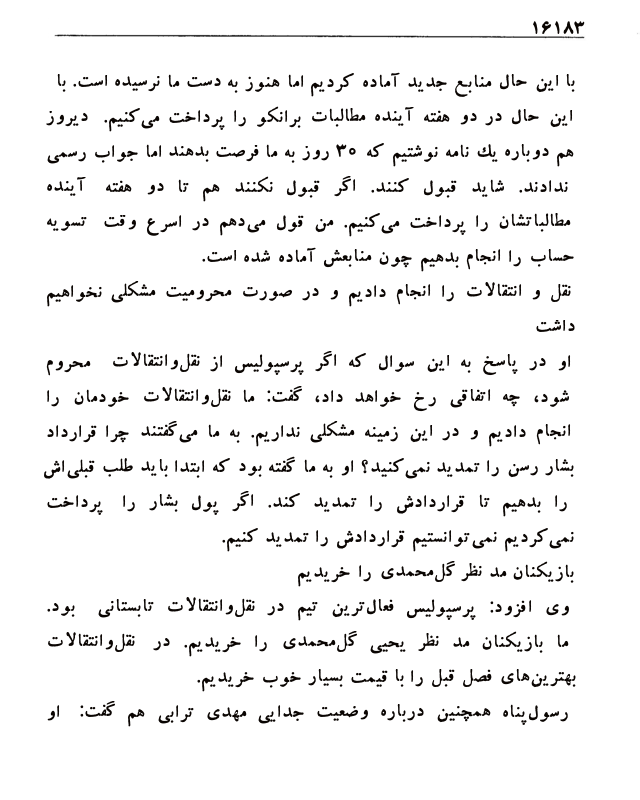 ۱۶۱۸۳
با این حال منابع جدید آماده کردیم اما هنوز به دست ما نرسیده است. با
این حال در دو هفته آینده مطالبات برانکو را پرداخت می‌کنیم. دیروز
هم دوباره یك نامه نوشتیم که ۳۰ روز به ما فرصت بدهند اما جواب رسمی
ندادند. شاید قبول کنند. اگر قبول نکنند هم تا دو هفته آینده
مطالباتشان را پرداخت می‌کنیم. من قول می‌دهم در اسرع وقت تسویه
حساب را انجام بدهیم چون منابعش آماده شده است.
نقل و انتقالات را انجام دادیم و در صورت محرومیت مشکلی نخواهیم
داشت
او در پاسخ به این سوال که اگر پرسپولیس از نقل‌وانتقالات محروم
شود، چه اتفاقی رخ خواهد داد، گفت: ما نقل‌وانتقالات خودمان را
انجام دادیم و در این زمینه مشکلی نداریم. به ما می‌گفتند چرا قرارداد
بشار رسن را تمدید نمی‌کنید؟ او به ما گفته بود که ابتدا باید طلب قبلی‌اش
را بدهیم تا قراردادش را تمدید کند. اگر پول بشار را پرداخت
نمی‌کردیم نمی‌توانستیم قراردادش را تمدید کنیم.
بازیکنان مد نظر گل‌محمدی را خریدیم
وی افزود: پرسپولیس فعال‌ترین تیم در نقل‌وانتقالات تابستانی بود.
ما بازیکنان مد نظر یحیی گل‌محمدی را خریدیم. در نقل‌وانتقالات
بهترین‌های فصل قبل را با قیمت بسیار خوب خریدیم.
رسول‌پناه همچنین درباره وضعیت جدایی مهدی ترابی هم گفت: او